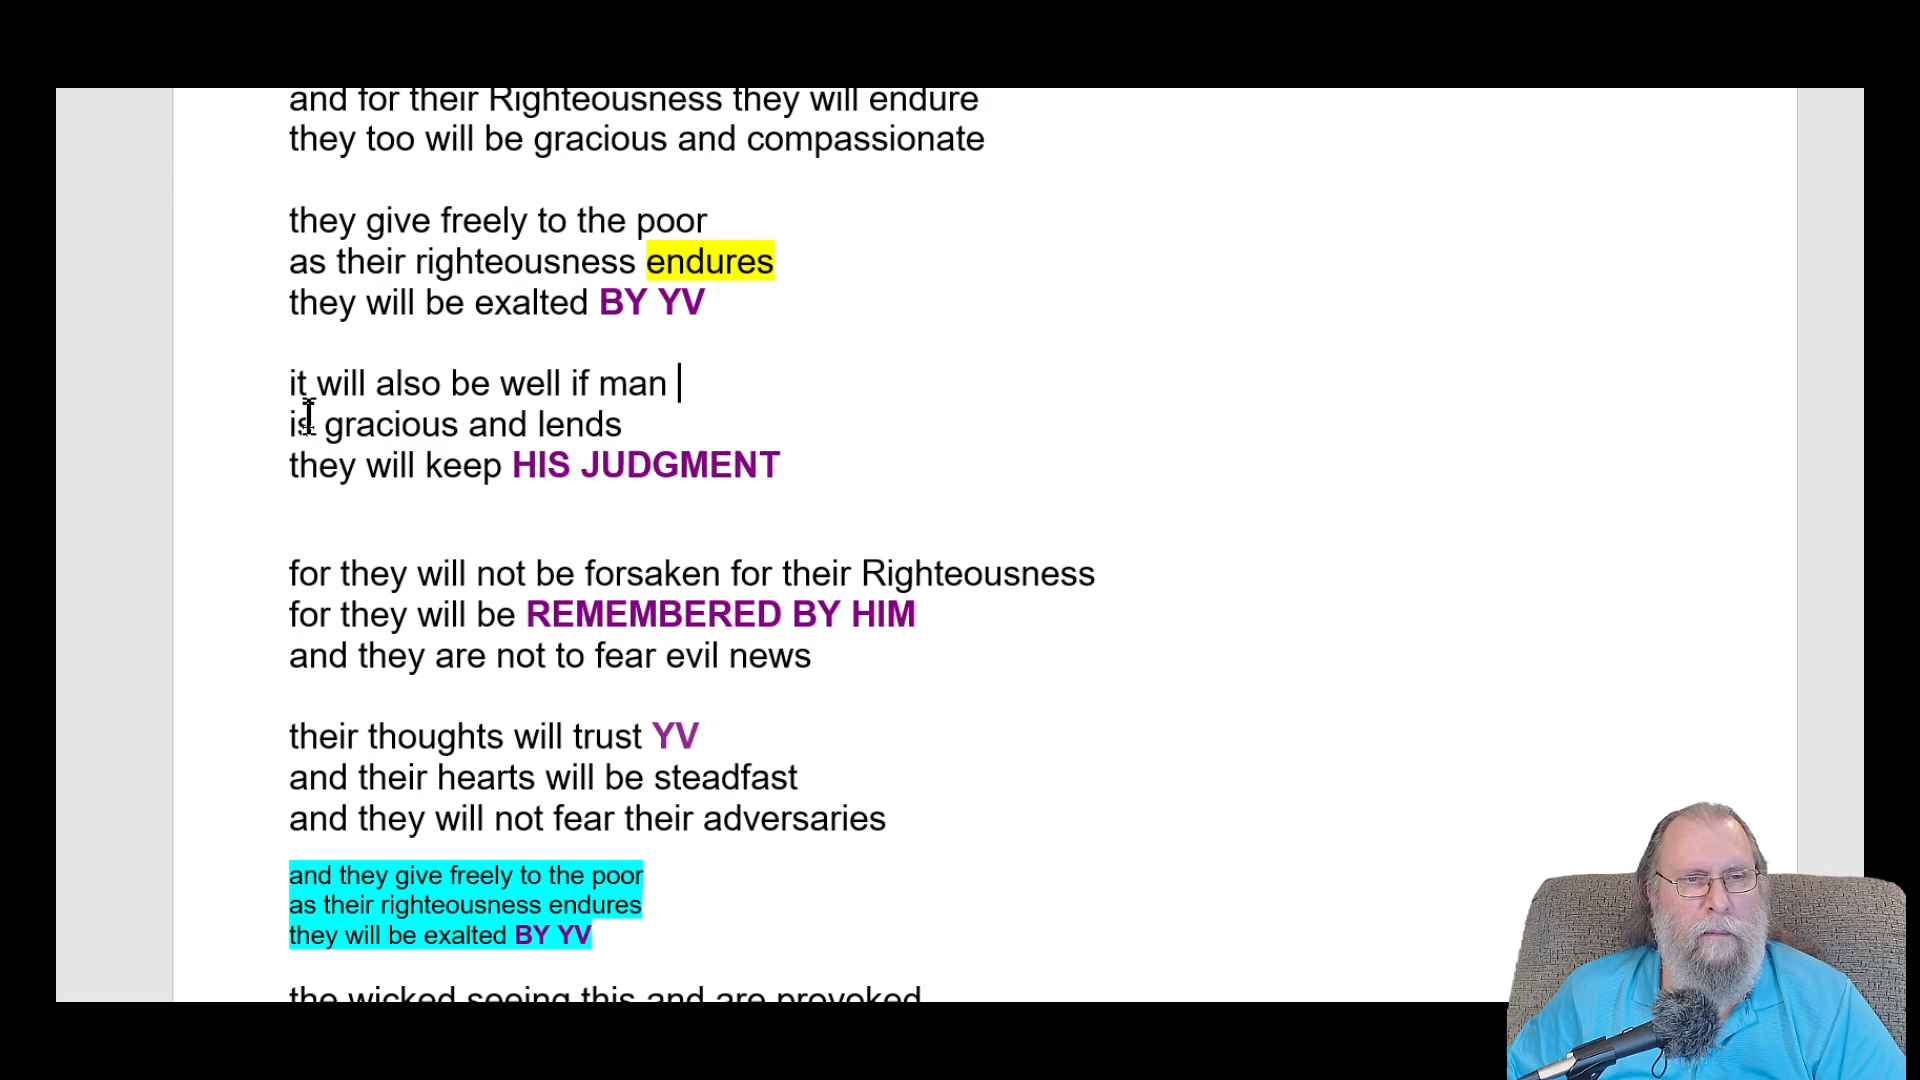 and for their Righteousness they will endure
they too will be gracious and compassionate
they give freely to the poor
as their righteousness endures
they will be exalted BY YV
it will also be well if man
is gracious and lends
they will keep HIS JUDGMENT
for they will not be forsaken for their Righteousness
for they will be REMEMBERED BY HIM
and they are not to fear evil news
their thoughts will trust YV
and their hearts will be steadfast
and they will not fear their adversaries
and they give freely to the poor
as their righteousness endures
they will be exalted BY YV
the wicked seeing this and are provoked